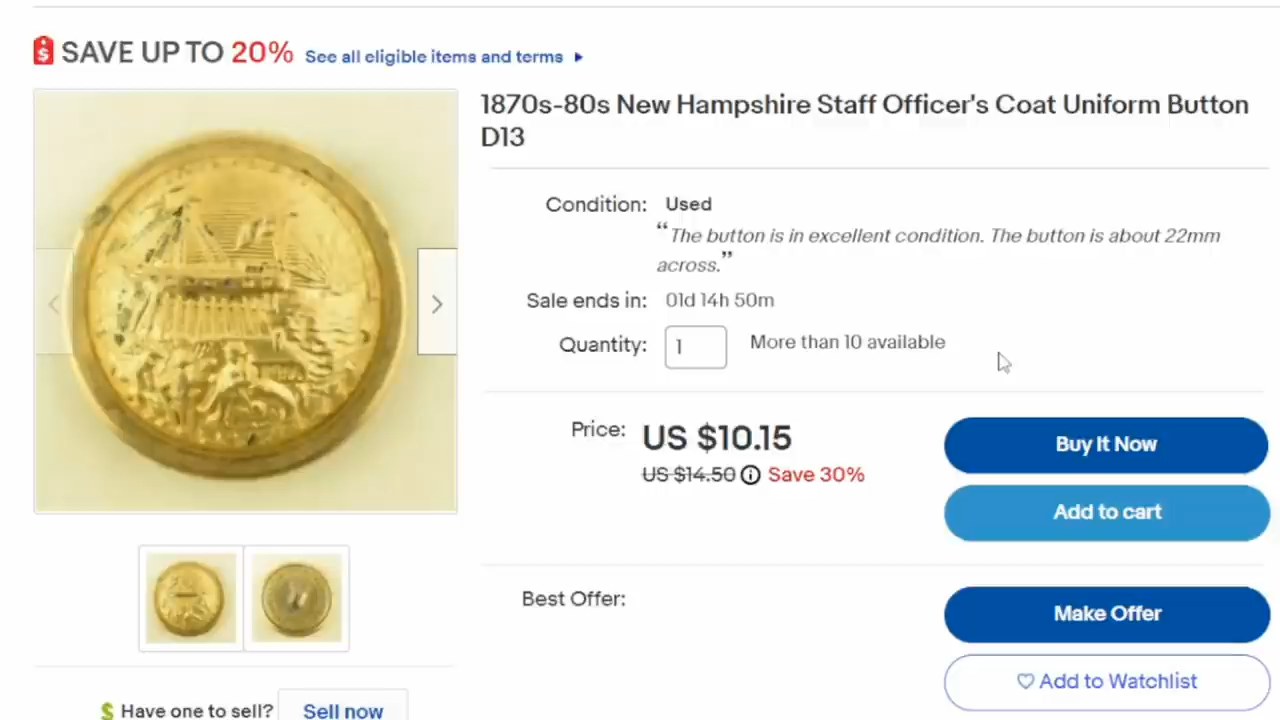 SAVE UP TO 20% See all eligible items and terms
1870s-80s New Hampshire Staff Officer's Coat Uniform Button
D13
Condition: Used
“The button is in excellent condition. The button is about 22mm
across.”
Sale ends in: 01d 14h 50m
Quantity: 1 More than 10 available
Price: US $10.15
US $14.50 Save 30%
Buy It Now
Add to cart
Best Offer:
Make Offer
Add to Watchlist
Have one to sell? Sell now